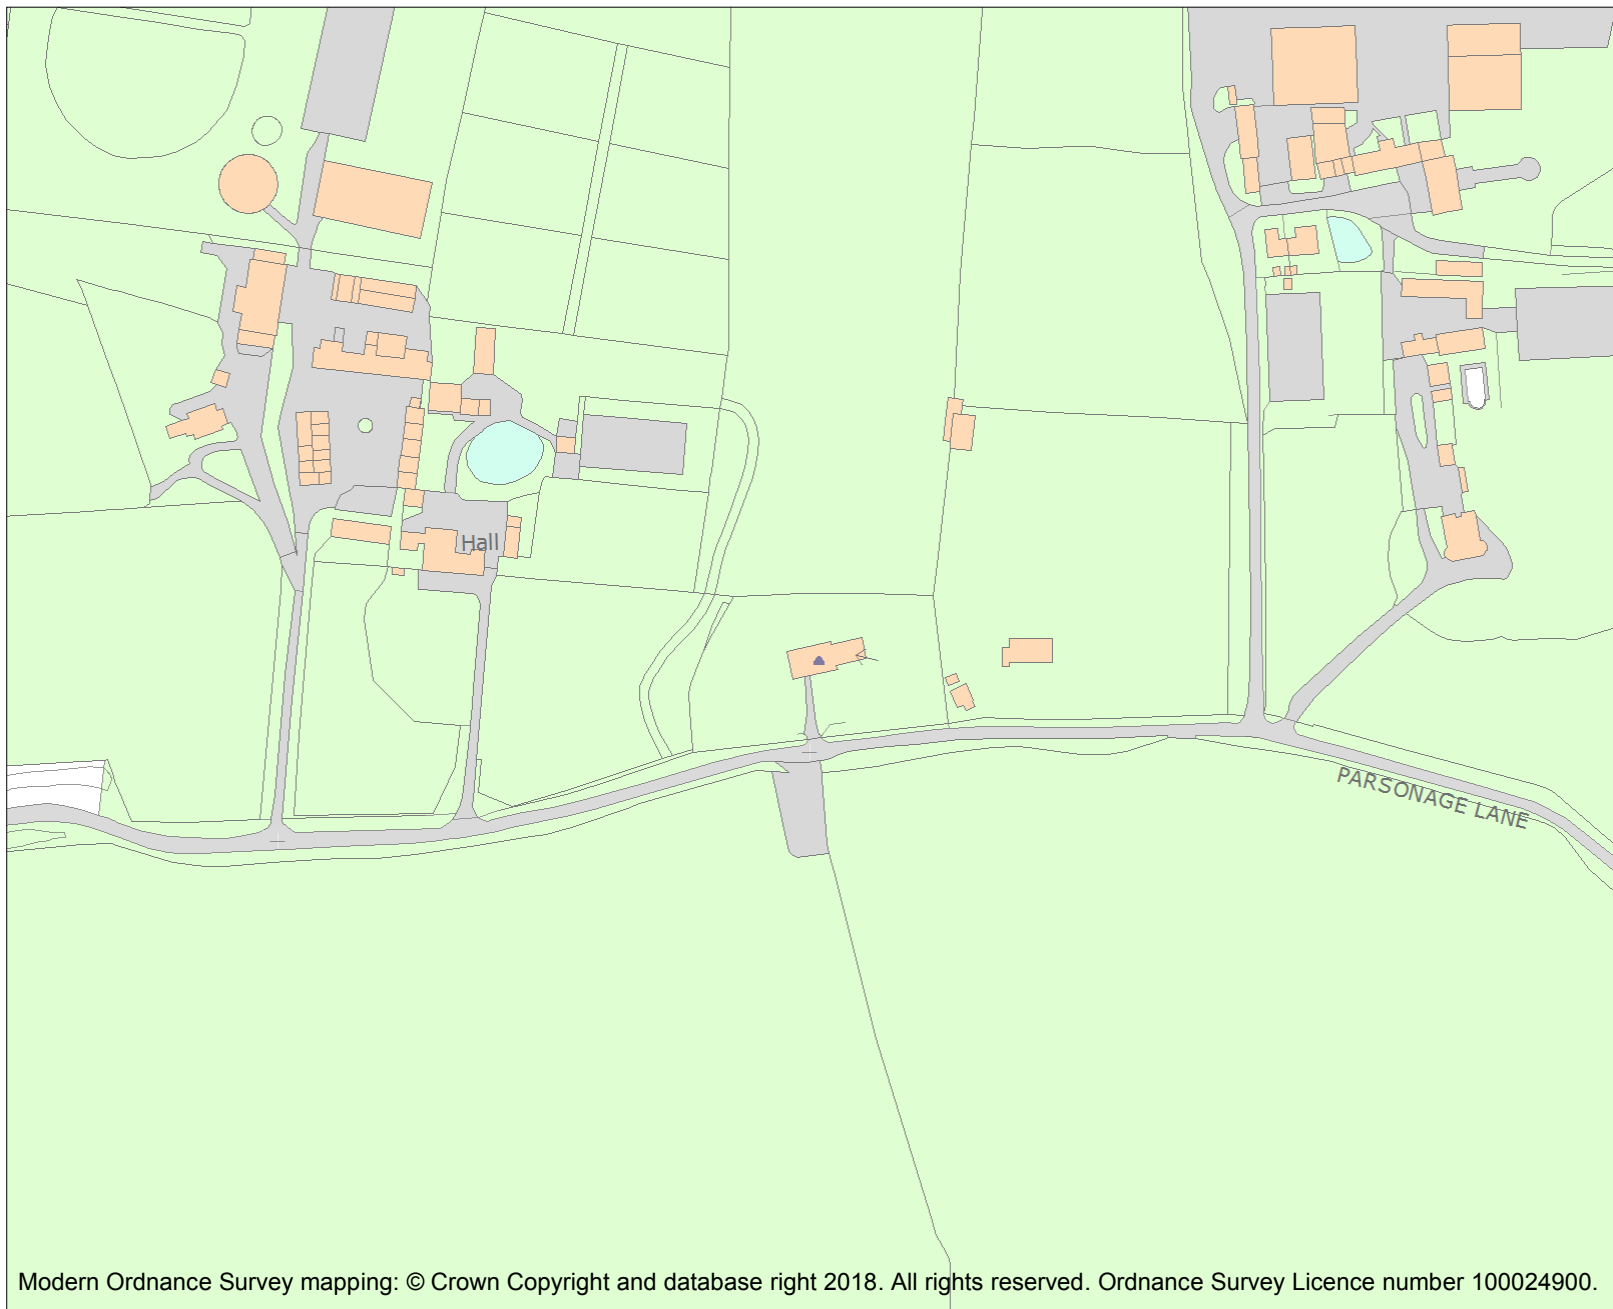 Hall
PARSONAGE LANE
Modern Ordnance Survey mapping: © Crown Copyright and database right 2018. All rights reserved. Ordnance Survey Licence number 100024900.